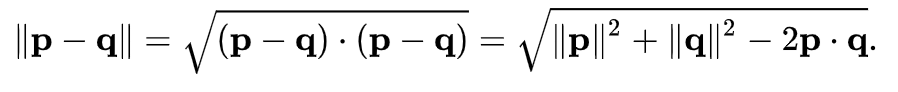 ‖p − q‖ = √(p − q) · (p − q) = √‖p‖² + ‖q‖² − 2p · q.